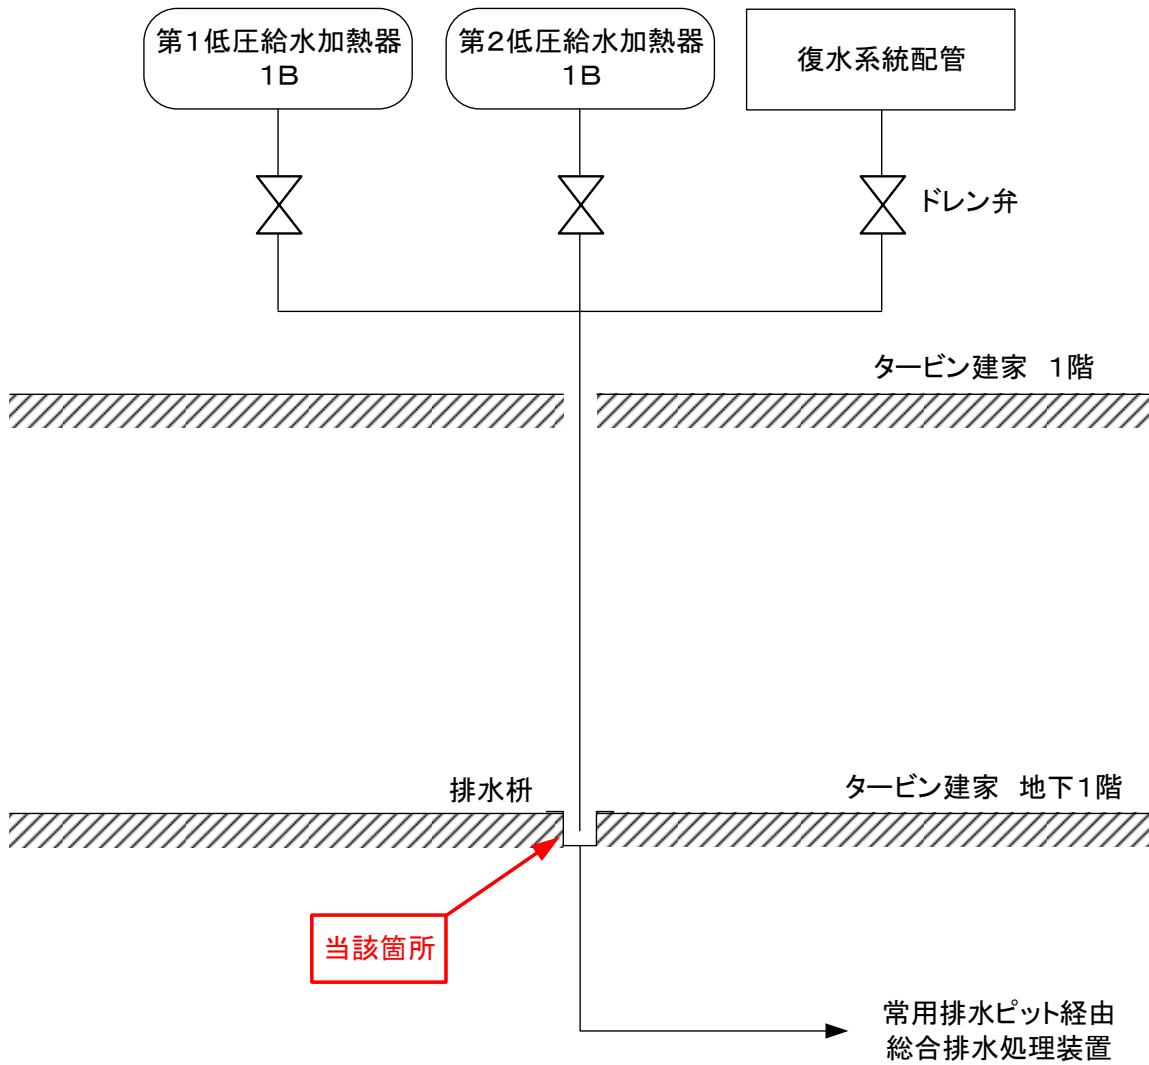 第１低圧給水加熱器
１Ｂ
第２低圧給水加熱器
１Ｂ
復水系統配管
ドレン弁
タービン建家　１階
排水枡
タービン建家　地下１階
当該箇所
常用排水ピット経由
総合排水処理装置